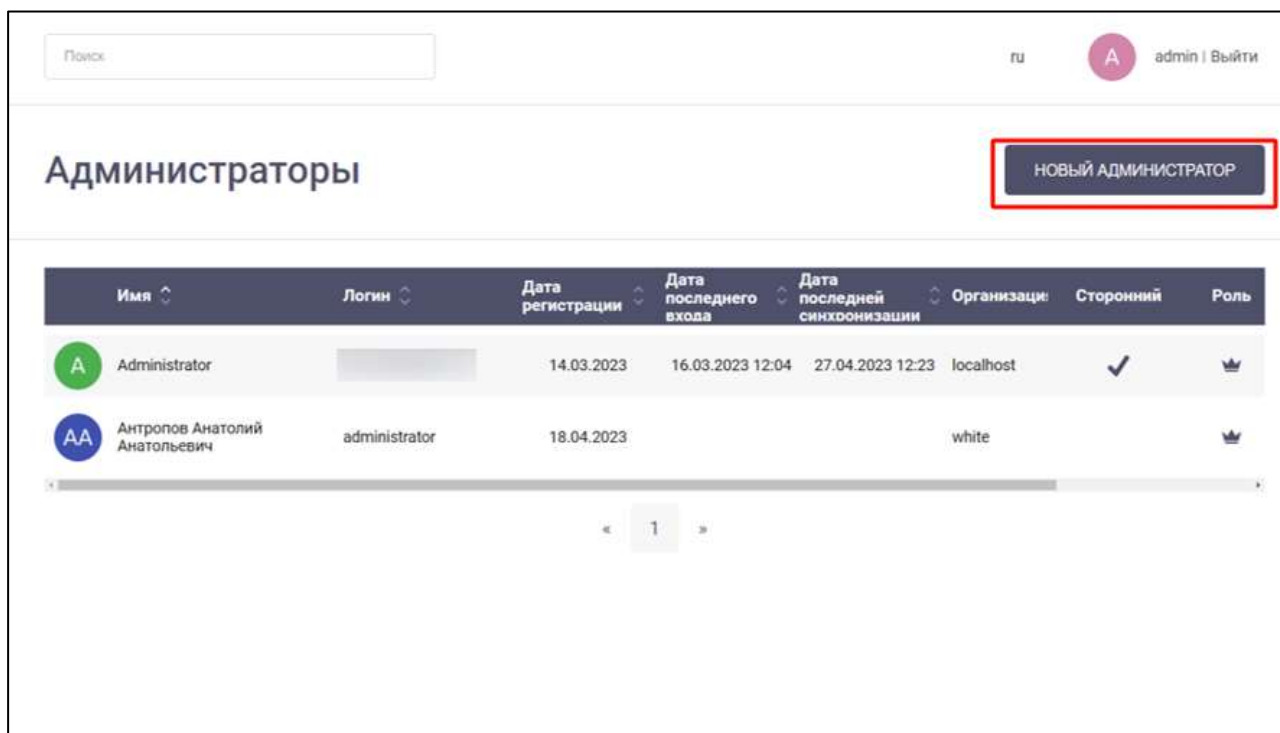 Поиск
ru
А
admin | Выйти
Администраторы
НОВЫЙ АДМИНИСТРАТОР
Имя
Логин
Дата
регистрации
Дата
последнего
входа
Дата
последней
синхронизации
Организаци
Сторонний
Роль
A
Administrator
14.03.2023
16.03.2023 12:04
27.04.2023 12:23
localhost
АА
Антропов Анатолий
Анатольевич
administrator
18.04.2023
white
«
1
»